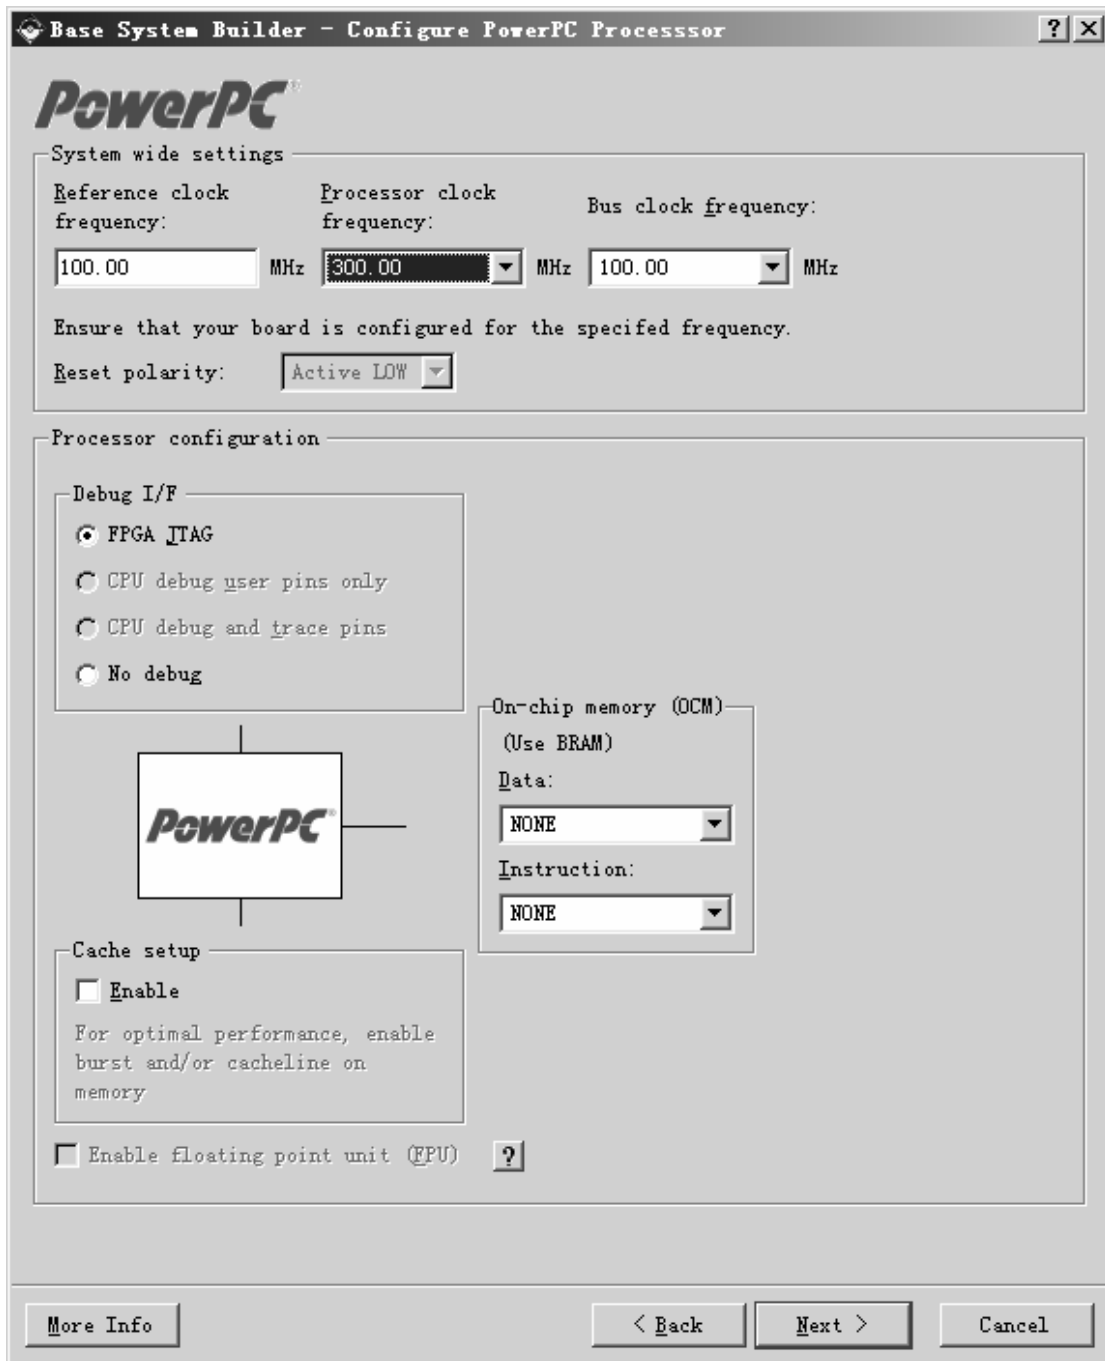 Base System Builder - Configure PowerPC Processsor
PowerPC®
System wide settings
Reference clock frequency:
Processor clock frequency:
Bus clock frequency:
100.00 MHz 300.00 MHz 100.00 MHz
Ensure that your board is configured for the specifed frequency.
Reset polarity: Active LOW
Processor configuration
Debug I/F
FPGA JTAG
CPU debug user pins only
CPU debug and trace pins
No debug
On-chip memory (OCM)
(Use BRAM)
Data:
NONE
Instruction:
NONE
PowerPC®
Cache setup
Enable
For optimal performance, enable
burst and/or cacheline on
memory
Enable floating point unit (FPU) ?
More Info < Back Next > Cancel